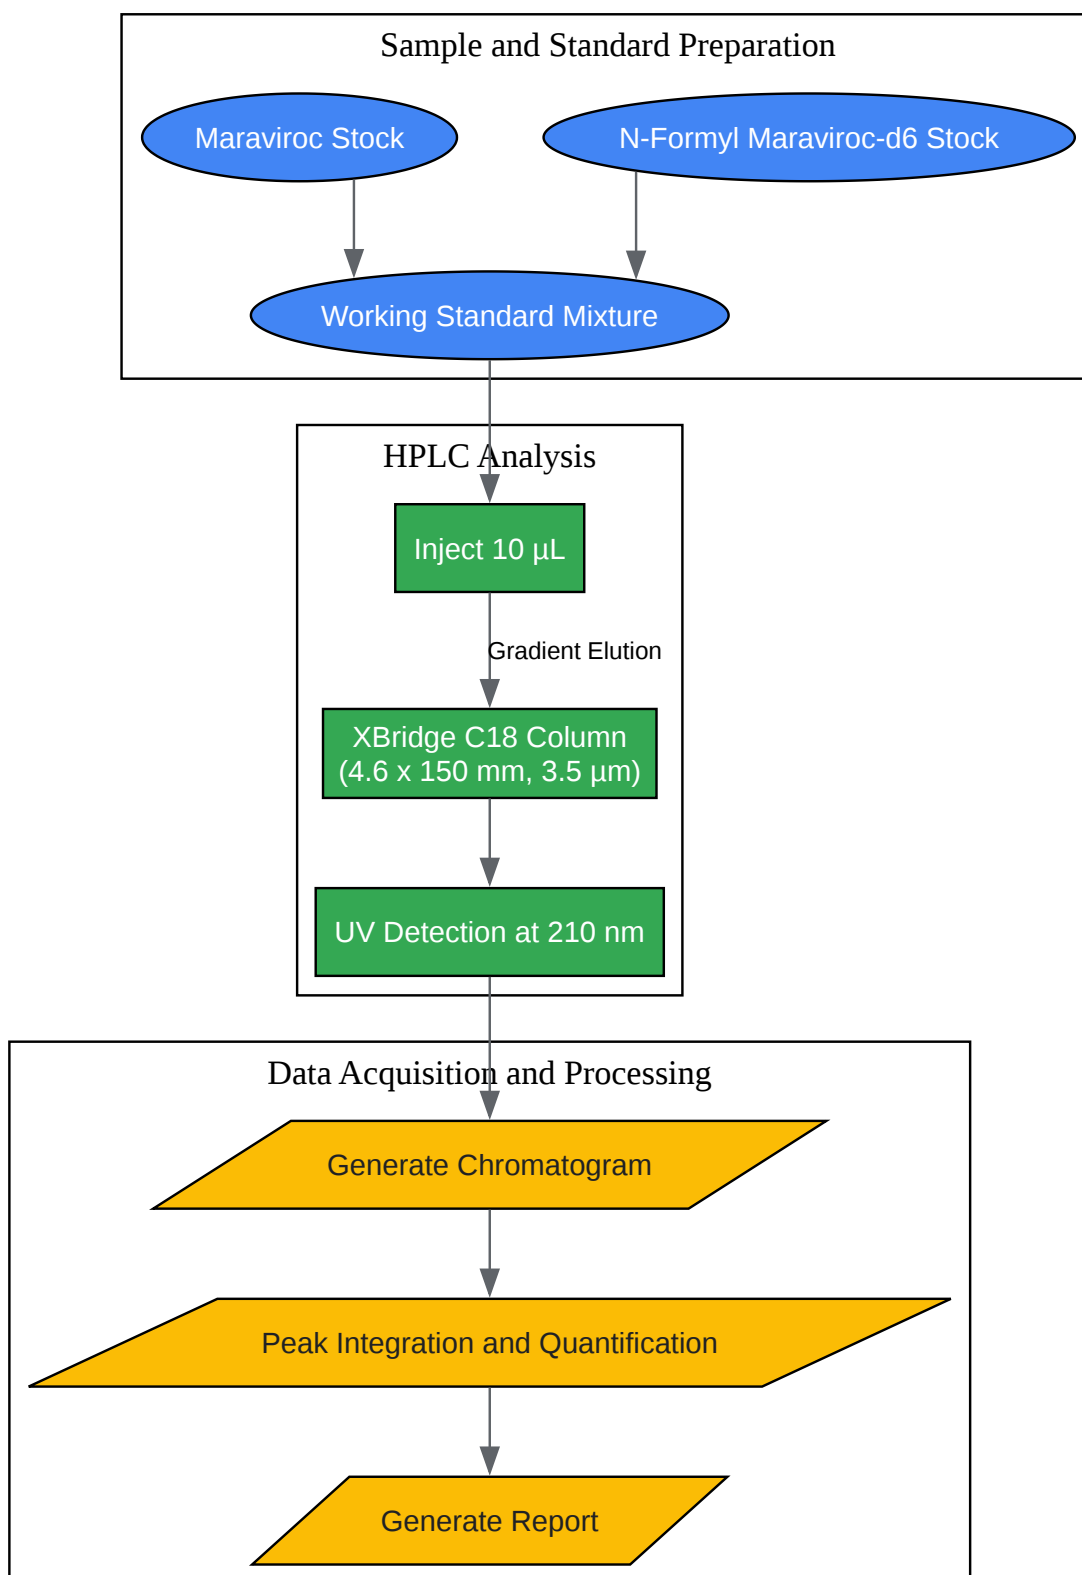 Sample and Standard Preparation
Maraviroc Stock
N-Formyl Maraviroc-d6 Stock
Working Standard Mixture
HPLC Analysis
Inject 10 µL
Gradient Elution
XBridge C18 Column
(4.6 x 150 mm, 3.5 µm)
UV Detection at 210 nm
Data Acquisition and Processing
Generate Chromatogram
Peak Integration and Quantification
Generate Report